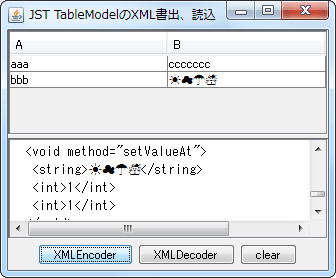 JST TableModelのXML書出、読込
A B
aaa ccccccc
bbb ☀☁☂☃
<void method="setValueAt">
<string>☀☁☂☃</string>
<int>1</int>
<int>1</int>
XMLEncoder XMLDecoder clear